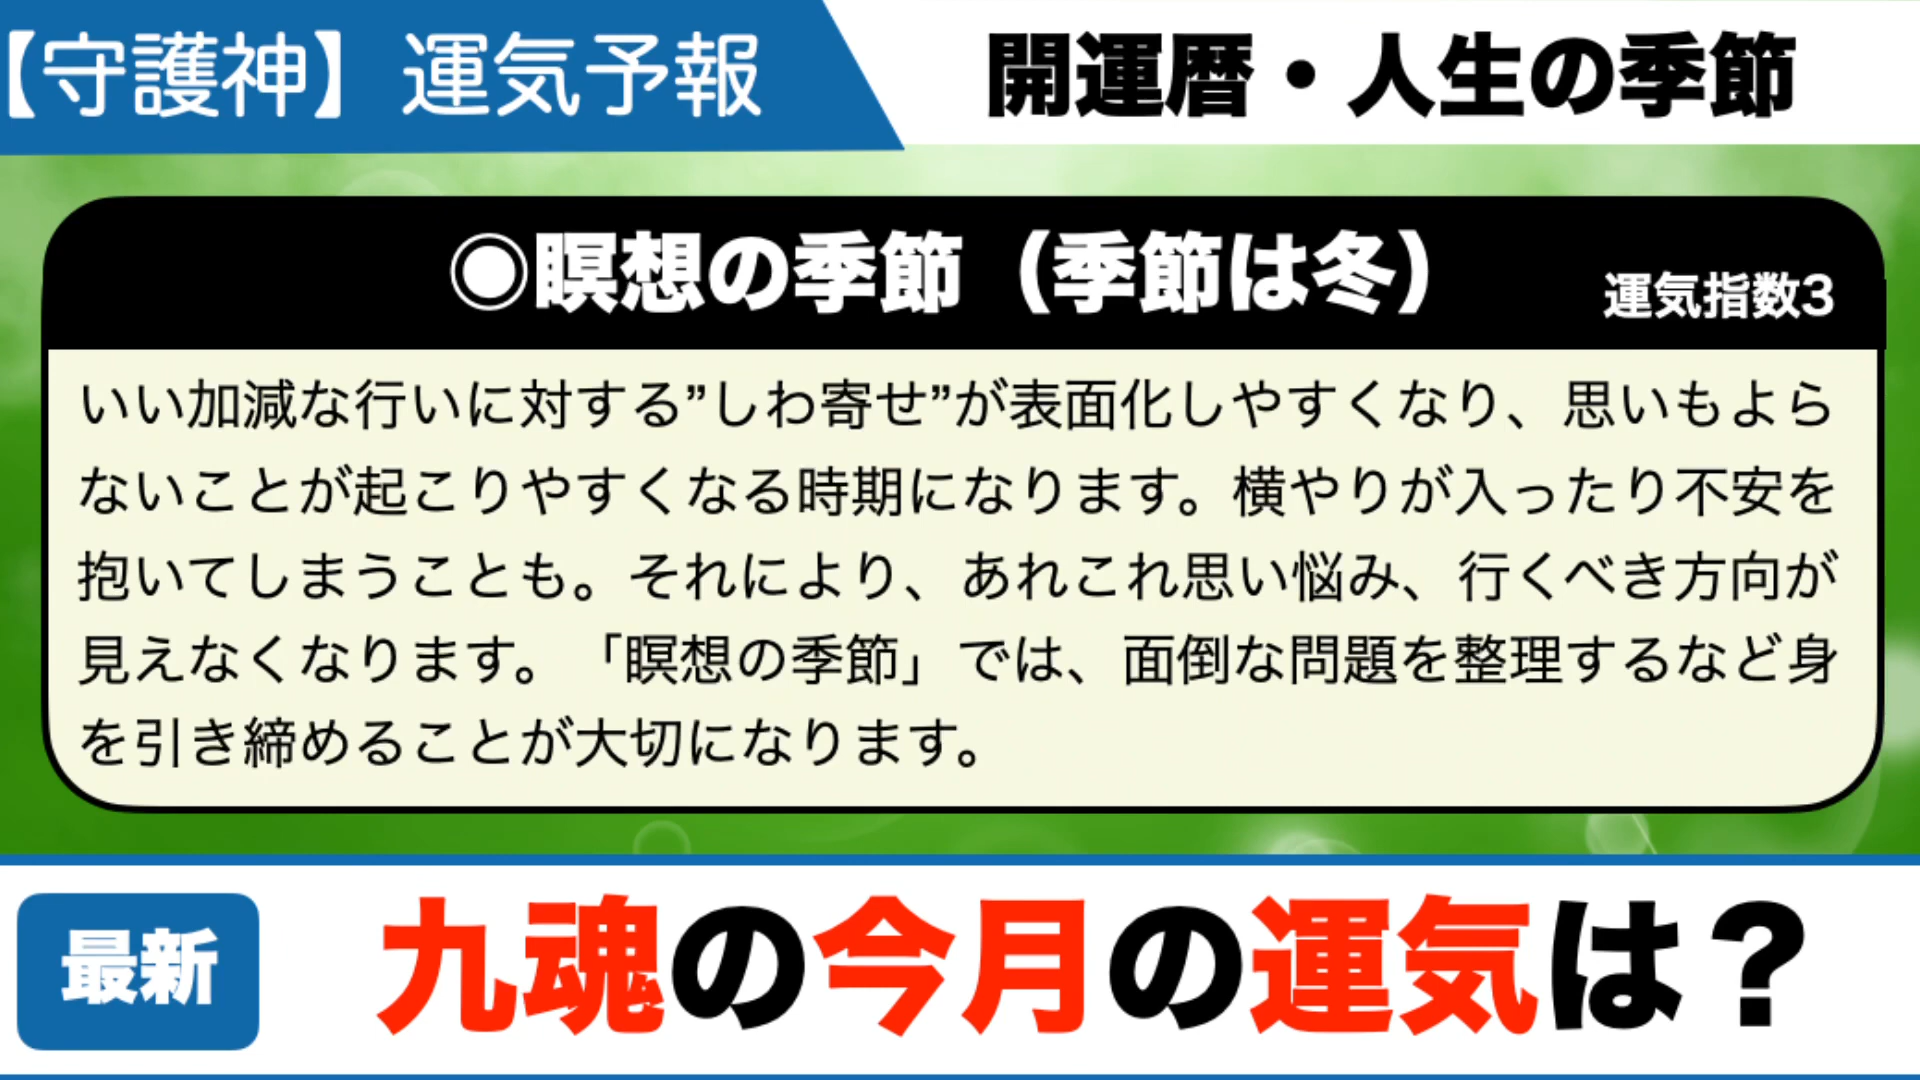 【守護神】運気予報
開運暦・人生の季節
◉瞑想の季節（季節は冬）
運気指数3
いい加減な行いに対する”しわ寄せ”が表面化しやすくなり、思いもよら
ないことが起こりやすくなる時期になります。横やりが入ったり不安を
抱いてしまうことも。それにより、あれこれ思い悩み、行くべき方向が
見えなくなります。「瞑想の季節」では、面倒な問題を整理するなど身
を引き締めることが大切になります。
最新
九魂の今月の運気は？